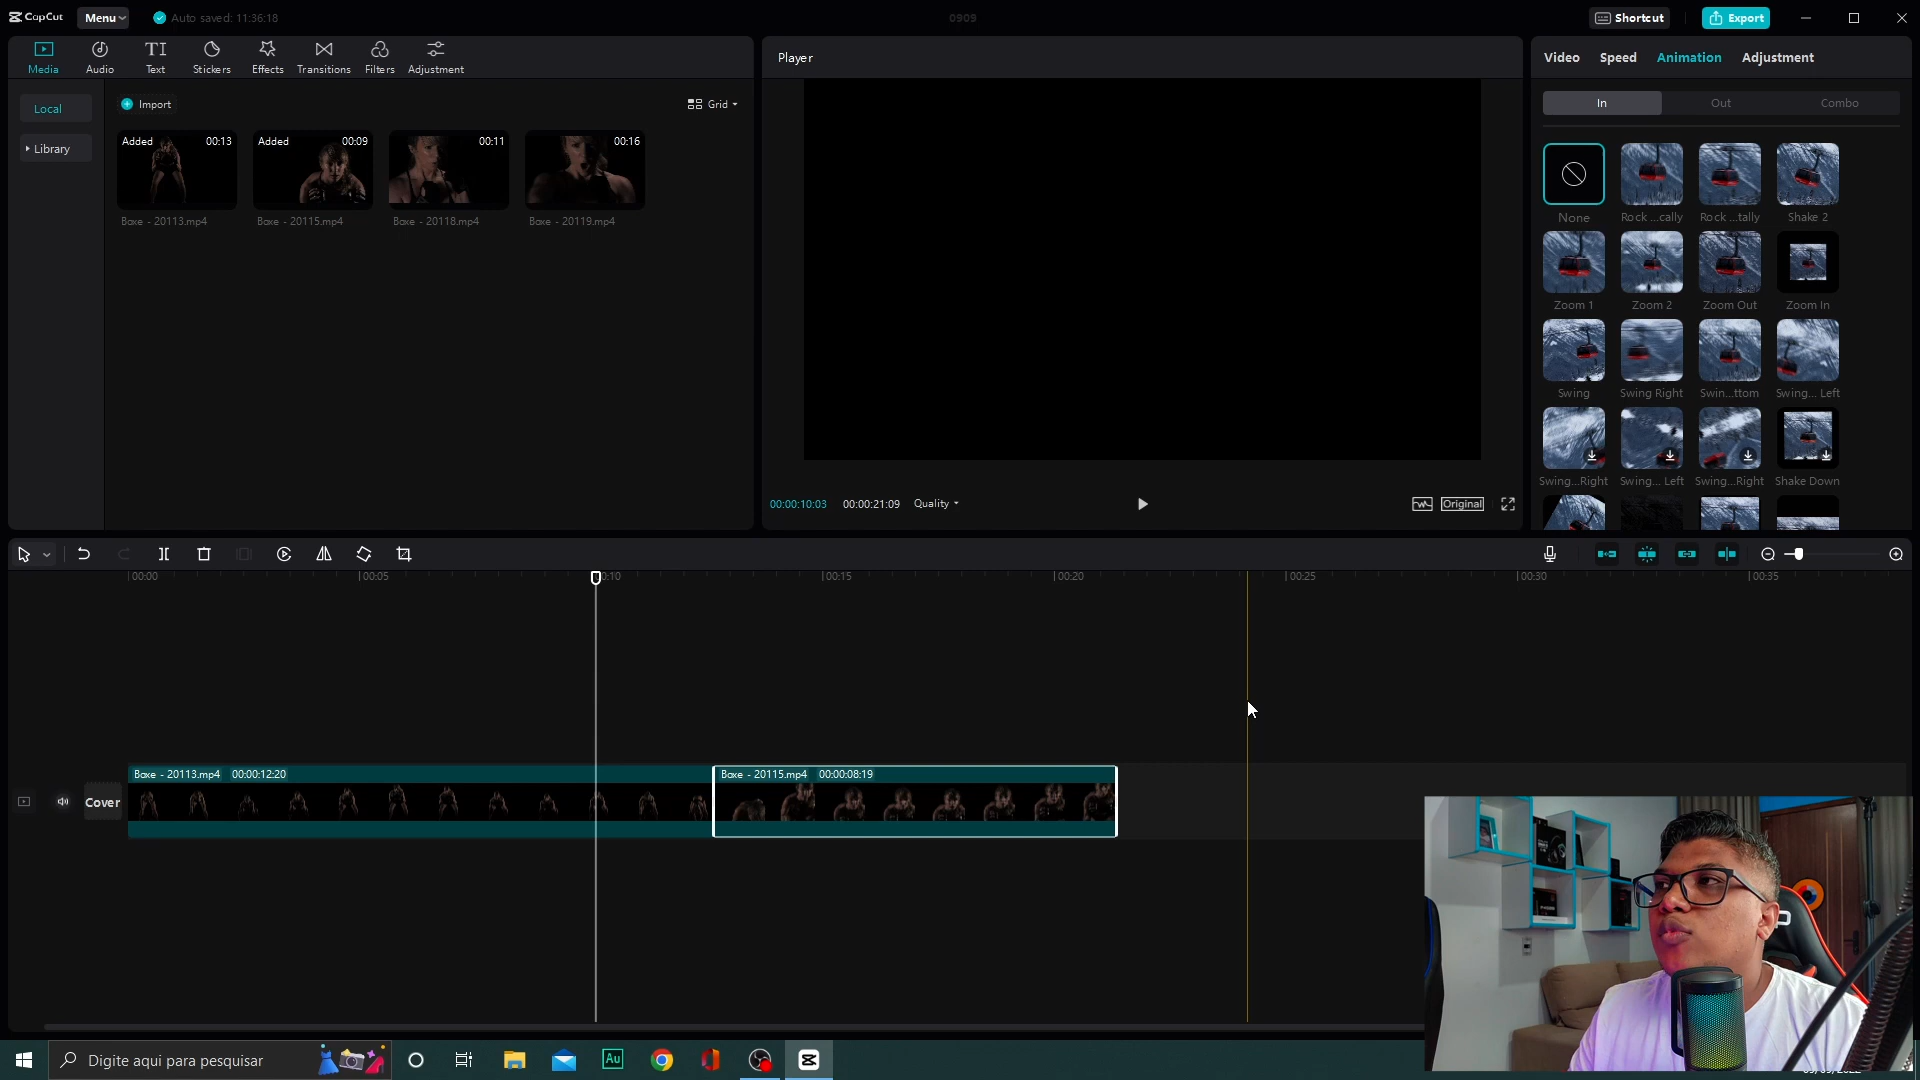 CapCut
Menu
Auto saved: 11:36:18
0909
Shortcut
Export
Media
Audio
Text
Stickers
Effects
Transitions
Filters
Adjustment
Local
Library
Import
Grid
Added 00:13
Added 00:09
00:11
00:16
Boxe - 20113.mp4
Boxe - 20115.mp4
Boxe - 20118.mp4
Boxe - 20119.mp4
Player
00:00:10:03
00:00:21:09
Quality
Original
Video
Speed
Animation
Adjustment
In
Out
Combo
None
Rock ...cally
Rock ...tally
Shake 2
Zoom 1
Zoom 2
Zoom Out
Zoom In
Swing
Swing Right
Swin...ttom
Swing... Left
Swing...Right
Swing... Left
Swing...Right
Shake Down
00:00
00:05
00:10
00:15
00:20
00:25
00:30
00:35
Boxe - 20113.mp4 00:00:12:20
Boxe - 20115.mp4 00:00:08:19
Cover
Digite aqui para pesquisar
Au